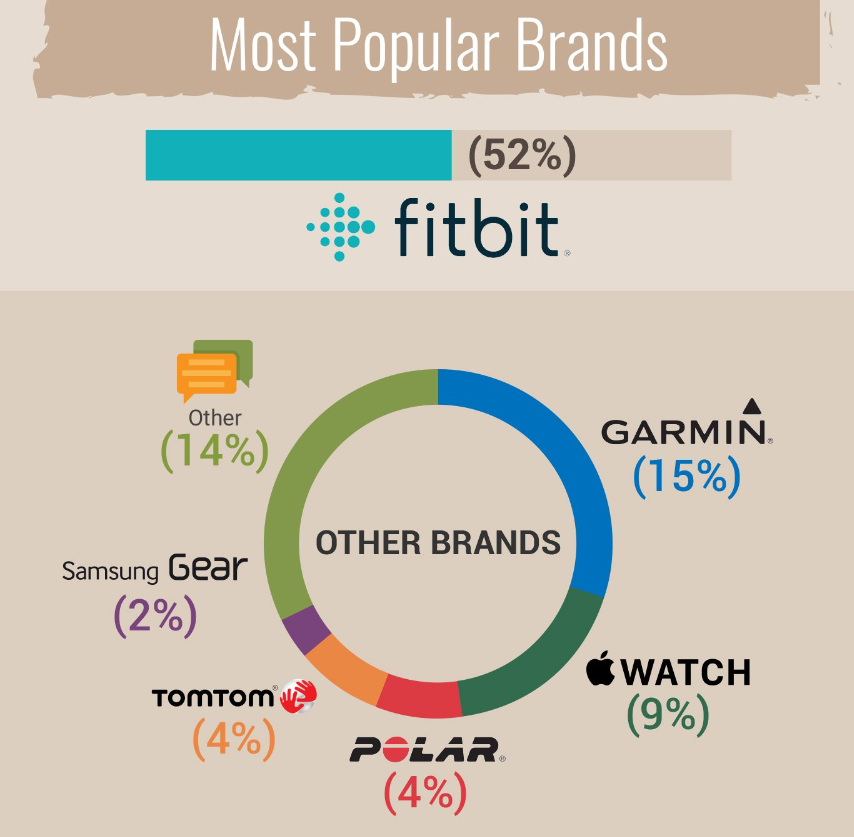 Most Popular Brands
(52%)
fitbit®
Other
(14%)
GARMIN®
(15%)
OTHER BRANDS
Samsung Gear
(2%)
WATCH
(9%)
TOMTOM®
(4%)
POLAR®
(4%)